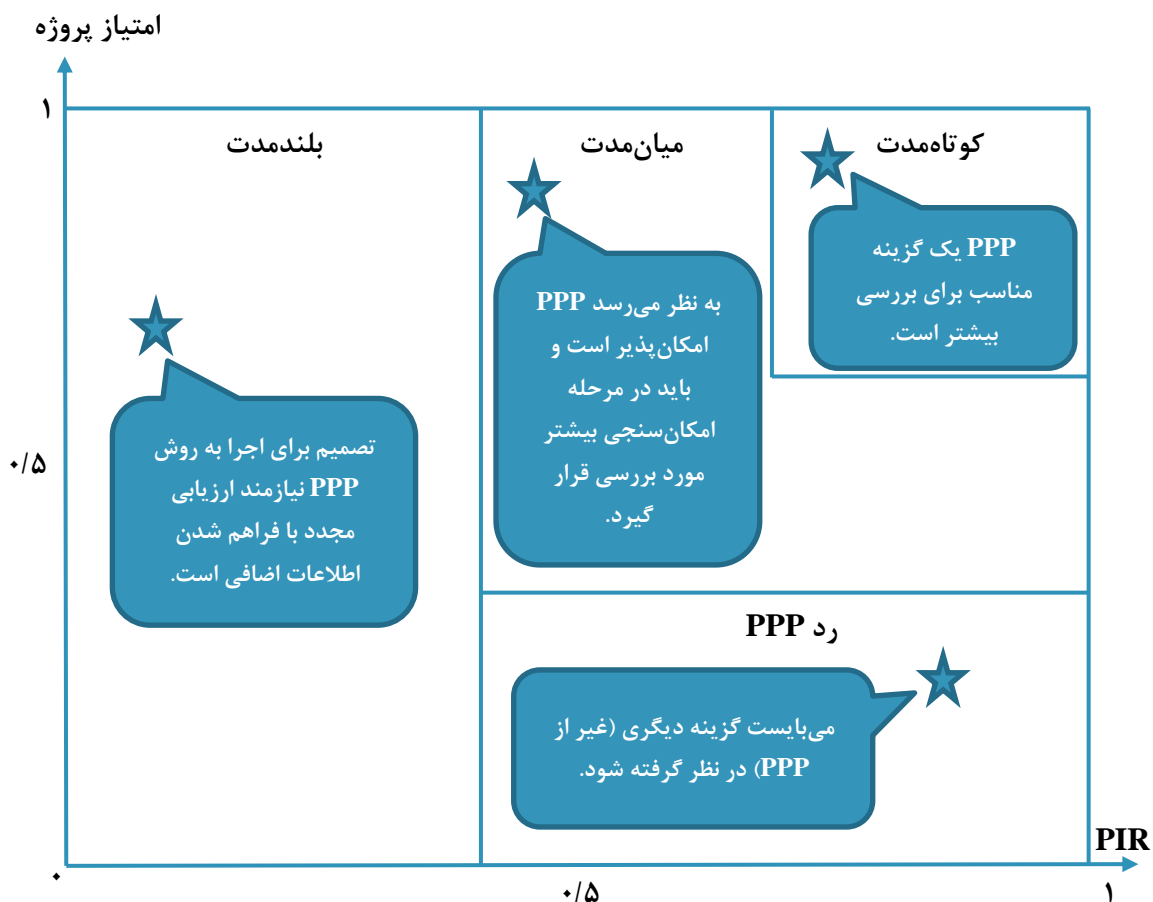 امتیاز پروژه
۱
کوتاه‌مدت
میان‌مدت
بلندمدت
PPP یک گزینه
مناسب برای بررسی
بیشتر است.
به نظر می‌رسد PPP
امکان‌پذیر است و
باید در مرحله
امکان‌سنجی بیشتر
مورد بررسی قرار
گیرد.
تصمیم برای اجرا به روش
PPP نیازمند ارزیابی
مجدد با فراهم شدن
اطلاعات اضافی است.
۰/۵
رد PPP
می‌بایست گزینه دیگری (غیر از
PPP) در نظر گرفته شود.
PIR
۰
۰/۵
۱